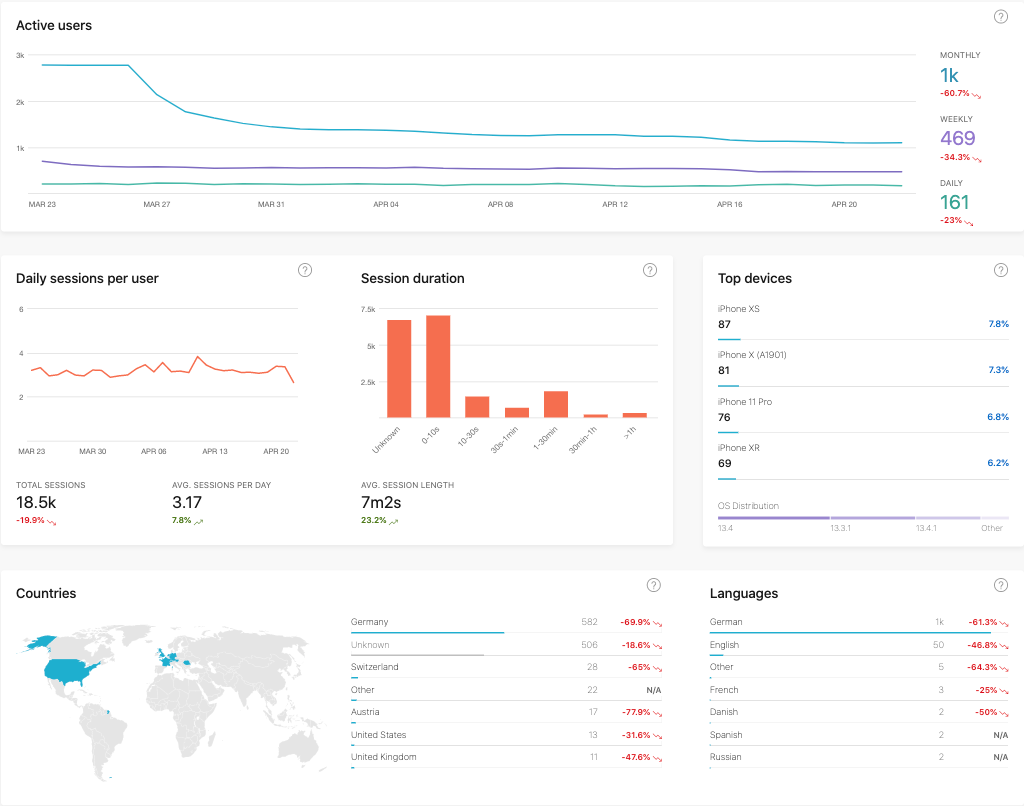 Active users
?
3k
2k
1k
MAR 23 MAR 27 MAR 31 APR 04 APR 08 APR 12 APR 16 APR 20
MONTHLY
1k
-60.7%
WEEKLY
469
-34.3%
DAILY
161
-23%
Daily sessions per user
?
6
4
2
MAR 23 MAR 30 APR 06 APR 13 APR 20
TOTAL SESSIONS
18.5k
-19.9%
AVG. SESSIONS PER DAY
3.17
7.8%
Session duration
?
7.5k
5k
2.5k
Unknown 0-10s 10-30s 30s-1min 1-30min 30min-1h >1h
AVG. SESSION LENGTH
7m2s
23.2%
Top devices
?
iPhone XS
87 7.8%
iPhone X (A1901)
81 7.3%
iPhone 11 Pro
76 6.8%
iPhone XR
69 6.2%
OS Distribution
13.4 13.3.1 13.4.1 Other
Countries
?
Germany 582 -69.9%
Unknown 506 -18.6%
Switzerland 28 -65%
Other 22 N/A
Austria 17 -77.9%
United States 13 -31.6%
United Kingdom 11 -47.6%
Languages
?
German 1k -61.3%
English 50 -46.8%
Other 5 -64.3%
French 3 -25%
Danish 2 -50%
Spanish 2 N/A
Russian 2 N/A